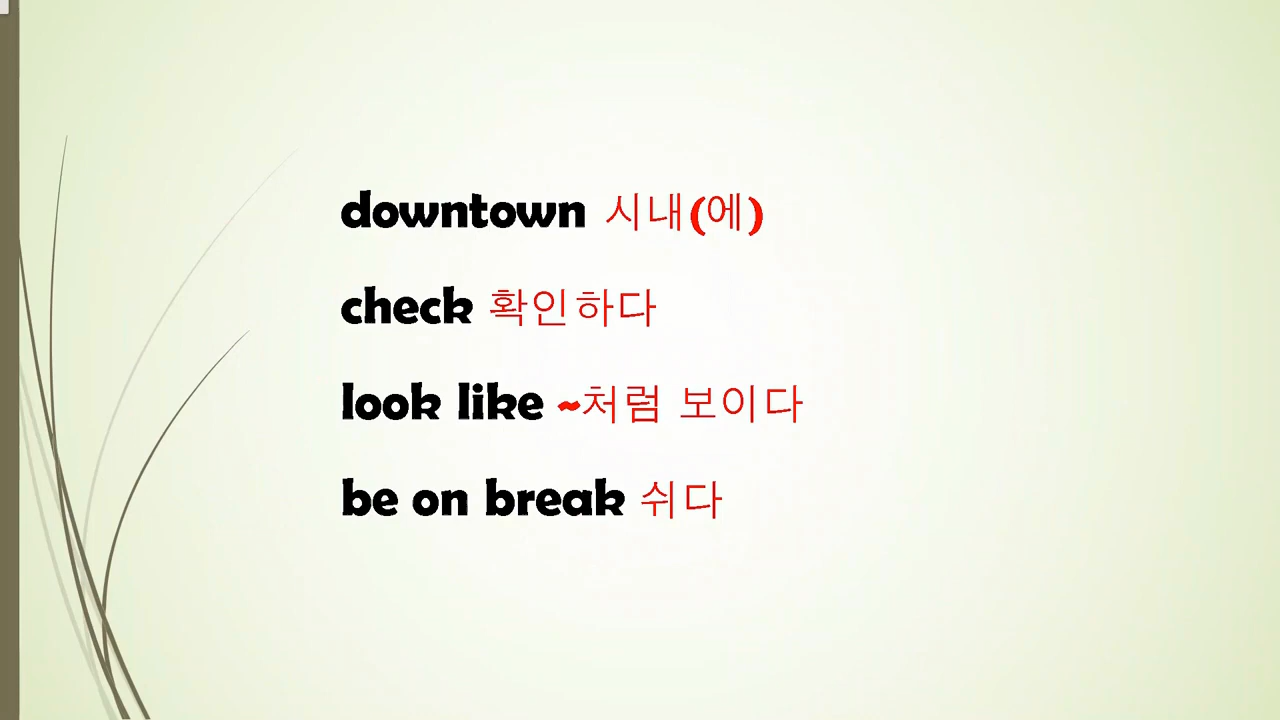 downtown 시내(에)
check 확인하다
look like ~처럼 보이다
be on break 쉬다